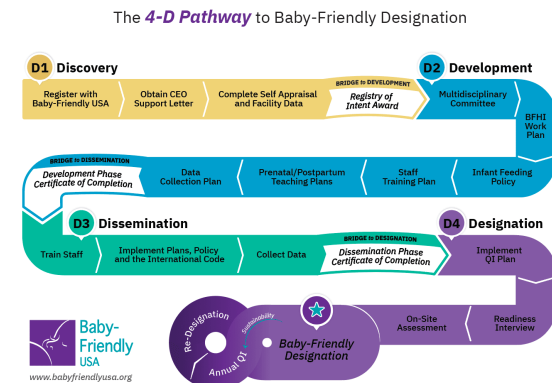 The 4-D Pathway to Baby-Friendly Designation
D1 Discovery
D2 Development
Register with
Baby-Friendly USA
Obtain CEO
Support Letter
Complete Self Appraisal
and Facility Data
BRIDGE to DEVELOPMENT
Registry of
Intent Award
Multidisciplinary
Committee
BFHI
Work
Plan
BRIDGE to DISSEMINATION
Development Phase
Certificate of Completion
Data
Collection Plan
Prenatal/Postpartum
Teaching Plans
Staff
Training Plan
Infant Feeding
Policy
D3 Dissemination
D4 Designation
Train Staff
Implement Plans, Policy
and the International Code
Collect Data
BRIDGE to DESIGNATION
Dissemination Phase
Certificate of Completion
Implement
QI Plan
Re-Designation
Annual QI
Sustainability
Baby-Friendly
Designation
On-Site
Assessment
Readiness
Interview
Baby-
Friendly
USA
www.babyfriendlyusa.org